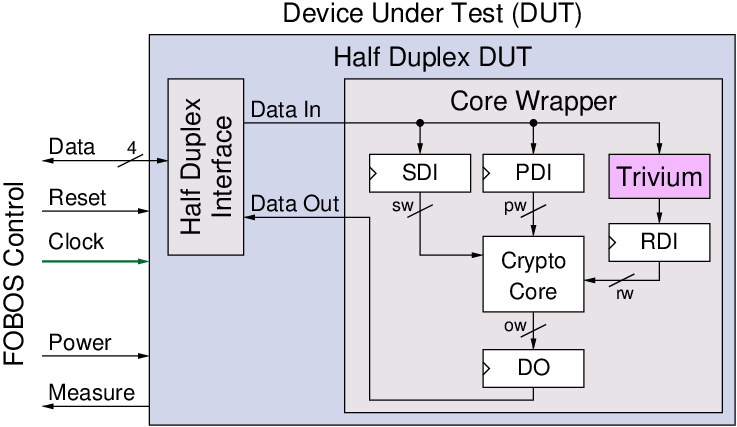 Device Under Test (DUT)
Half Duplex DUT
Core Wrapper
FOBOS Control
Data
4
Reset
Clock
Power
Measure
Half Duplex
Interface
Data In
Data Out
SDI
PDI
Trivium
sw
pw
RDI
Crypto
Core
rw
ow
DO